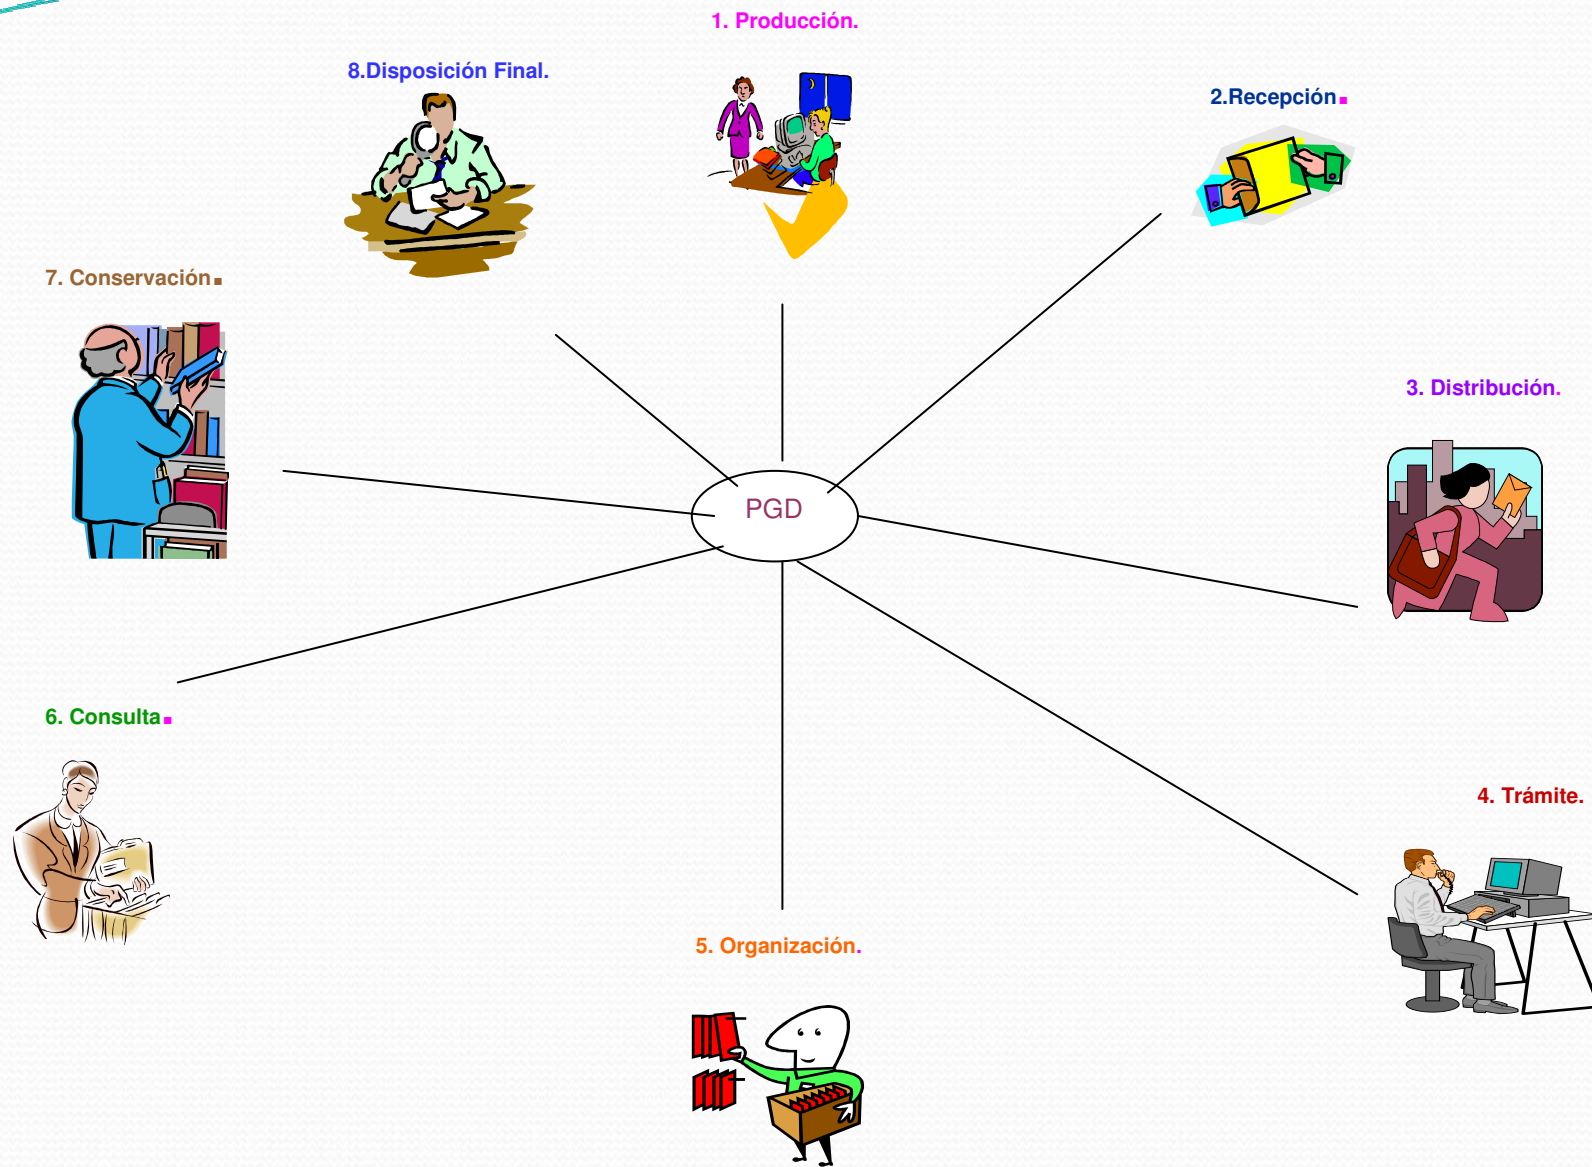 1. Producción.
2.Recepción.
3. Distribución.
4. Trámite.
5. Organización.
6. Consulta.
7. Conservación.
8.Disposición Final.
PGD